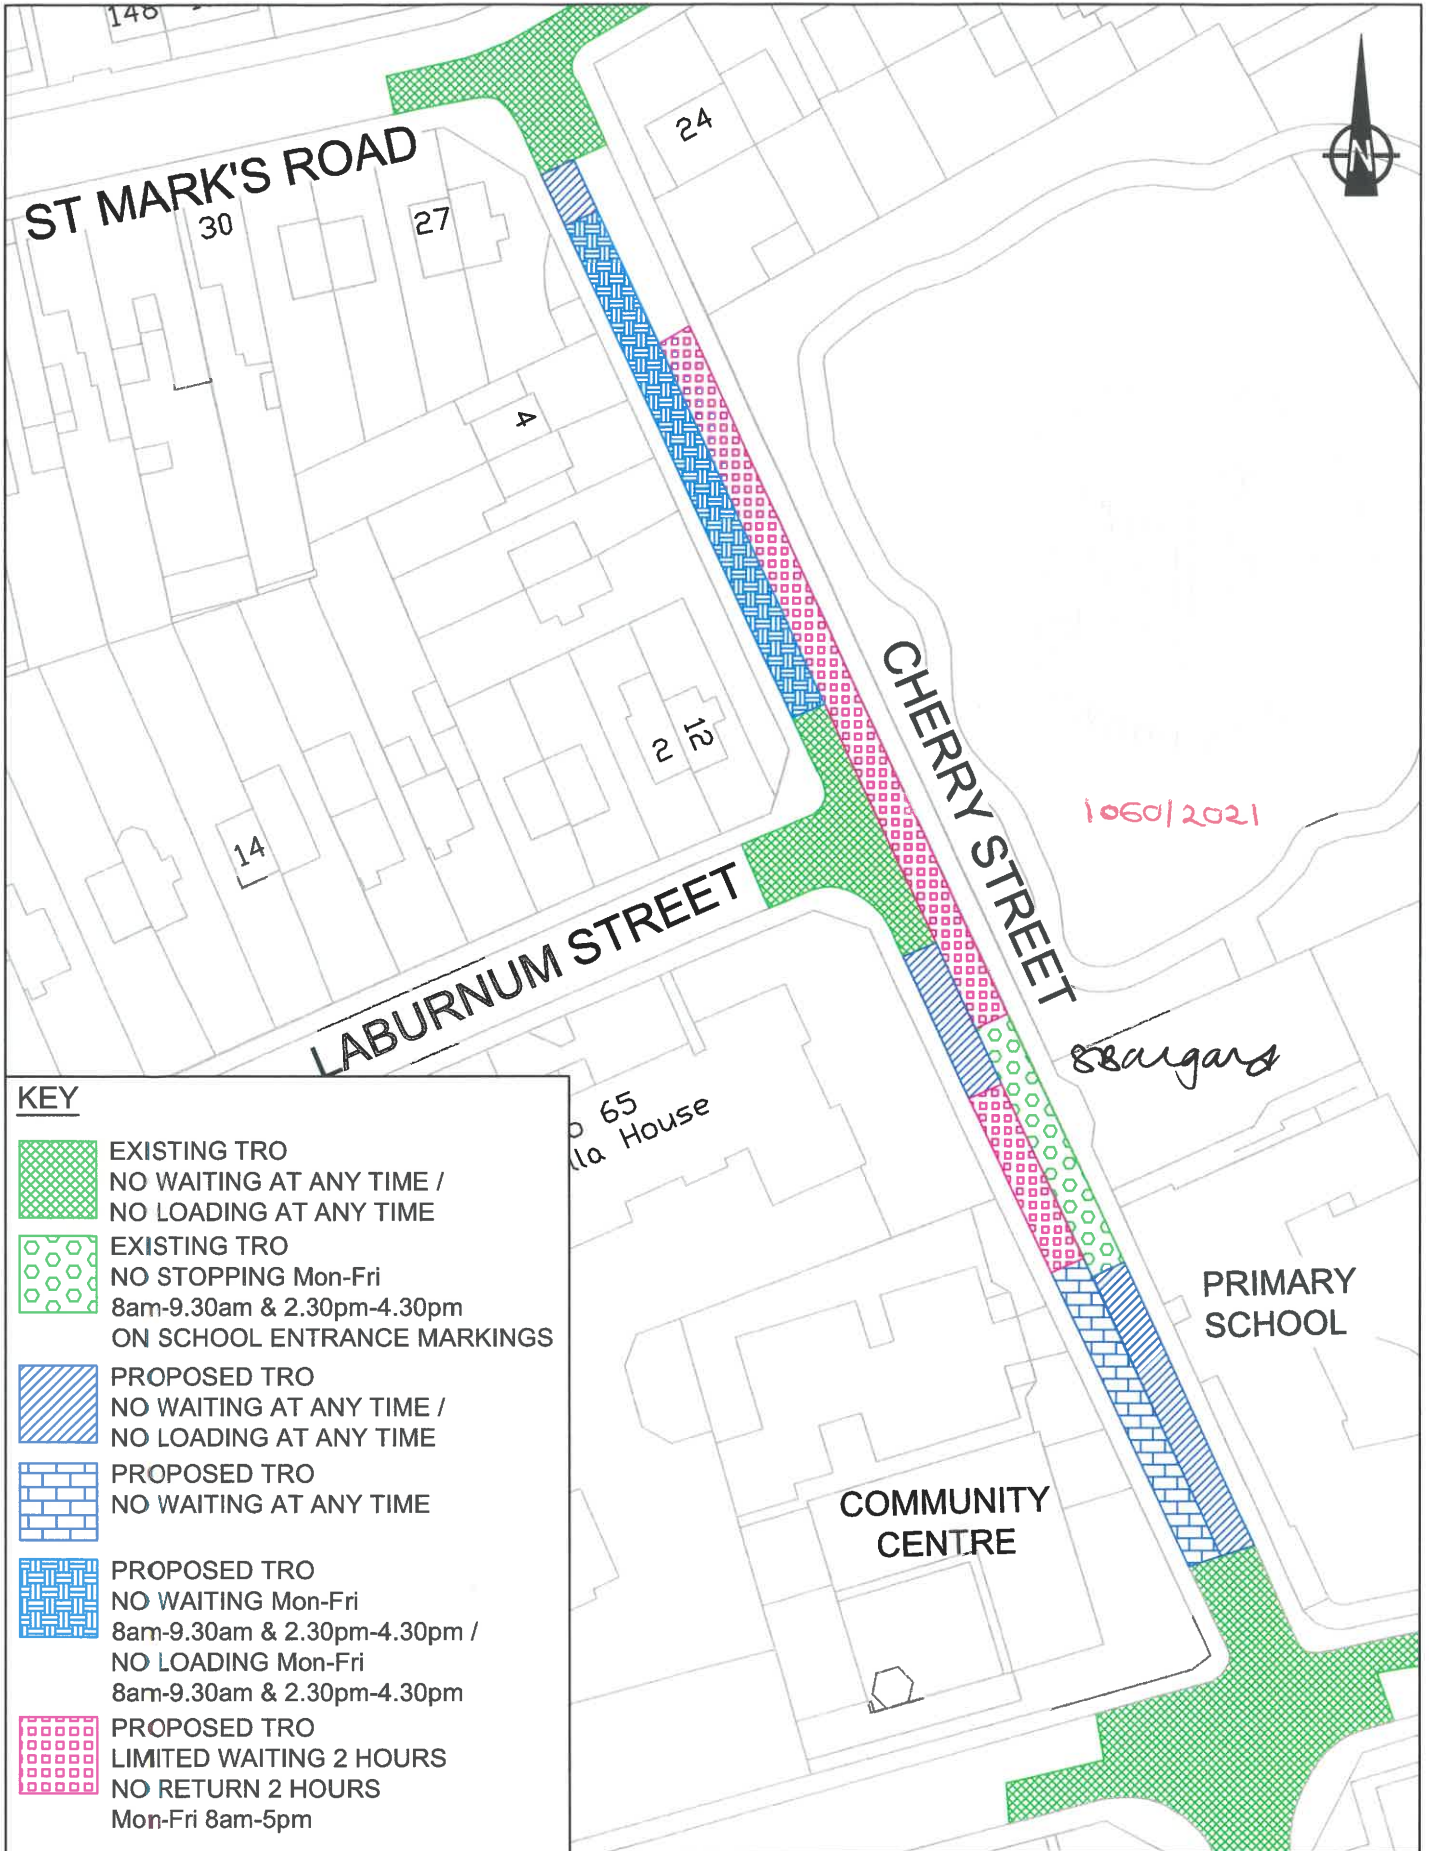 148
24
N
ST MARK'S ROAD
30
27
4
CHERRY STREET
2
12
1060/2021
14
LABURNUM STREET
65
lla House
PRIMARY
SCHOOL
COMMUNITY
CENTRE
KEY
EXISTING TRO
NO WAITING AT ANY TIME /
NO LOADING AT ANY TIME
EXISTING TRO
NO STOPPING Mon-Fri
8am-9.30am & 2.30pm-4.30pm
ON SCHOOL ENTRANCE MARKINGS
PROPOSED TRO
NO WAITING AT ANY TIME /
NO LOADING AT ANY TIME
PROPOSED TRO
NO WAITING AT ANY TIME
PROPOSED TRO
NO WAITING Mon-Fri
8am-9.30am & 2.30pm-4.30pm /
NO LOADING Mon-Fri
8am-9.30am & 2.30pm-4.30pm
PROPOSED TRO
LIMITED WAITING 2 HOURS
NO RETURN 2 HOURS
Mon-Fri 8am-5pm